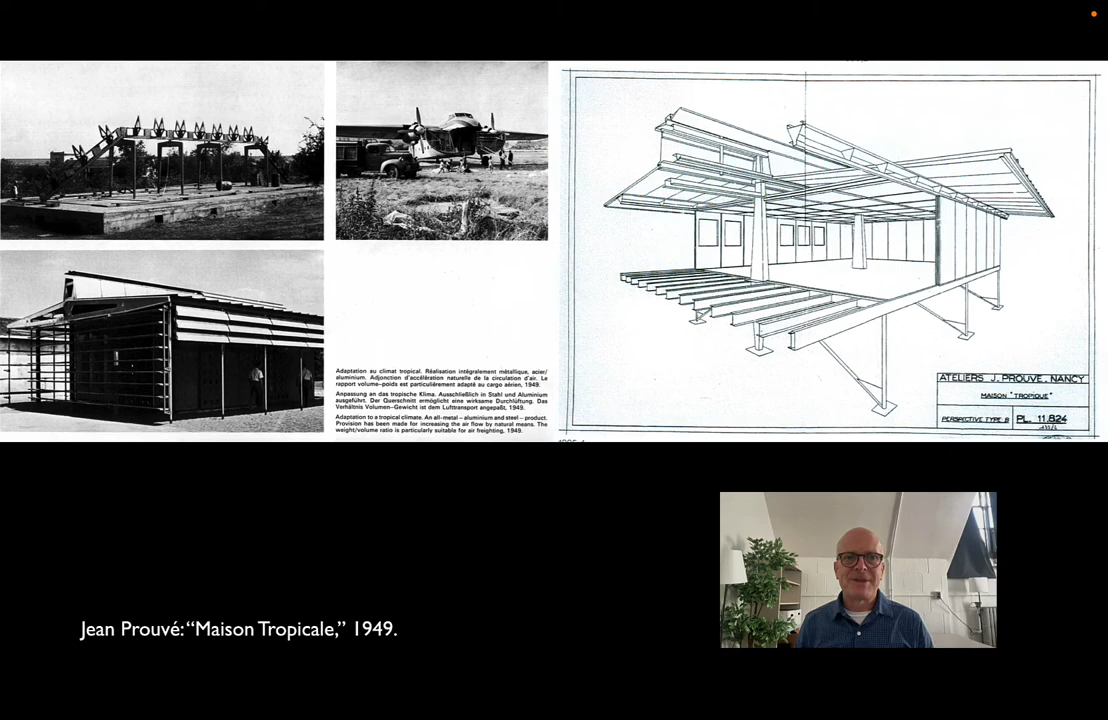 Adaptation au climat tropical. Réalisation intégralement métallique. acier/
aluminium. Adjonction d'accélération naturelle de la circulation d'air. Le
rapport volume–poids est particulièrement adapté au cargo aérien, 1949.
Anpassung an das tropische Klima. Ausschließlich in Stahl und Aluminium
ausgeführt. Der Querschnitt ermöglicht eine wirksame Durchlüftung. Das
Verhältnis Volumen–Gewicht ist dem Lufttransport angepaßt, 1949.
Adaptation to a tropical climate. An all-metal – aluminium and steel – product.
Provision has been made for increasing the air flow by natural means. The
weight/volume ratio is particularly suitable for air freighting, 1949.
ATELIERS J. PROUVE. NANCY
MAISON "TROPIQUE"
PERSPECTIVE TYPE B
PL. 11.824
Jean Prouvé: “Maison Tropicale,” 1949.